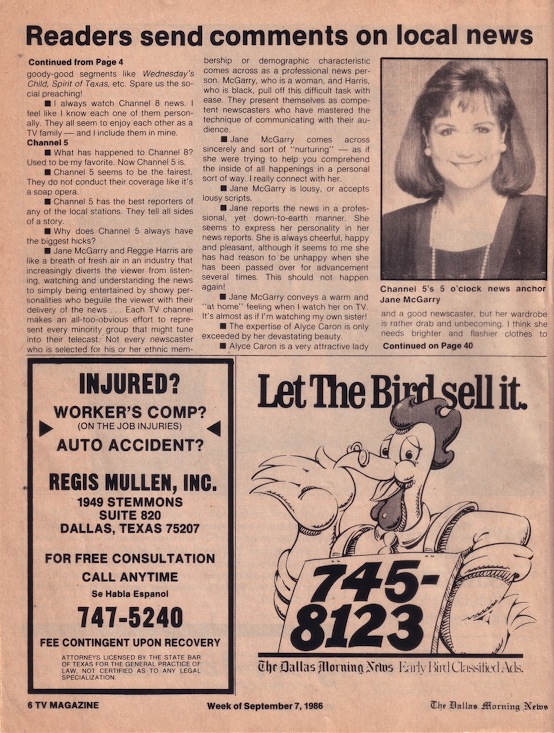 Readers send comments on local news
Continued from Page 4
goody-good segments like Wednesday's
Child, Spirit of Texas, etc. Spare us the so-
cial preaching!
■ I always watch Channel 8 news. I
feel like I know each one of them person-
ally. They all seem to enjoy each other as a
TV family — and I include them in mine.
Channel 5
■ What has happened to Channel 8?
Used to be my favorite. Now Channel 5 is.
■ Channel 5 seems to be the fairest.
They do not conduct their coverage like it's
a soap opera.
■ Channel 5 has the best reporters of
any of the local stations. They tell all sides
of a story.
■ Why does Channel 5 always have
the biggest hicks?
■ Jane McGarry and Reggie Harris are
like a breath of fresh air in an industry that
increasingly diverts the viewer from listen-
ing, watching and understanding the news
to simply being entertained by showy per-
sonalities who beguile the viewer with their
delivery of the news . . . . Each TV channel
makes an all-too-obvious effort to repre-
sent every minority group that might tune
into their telecast. Not every newscaster
who is selected for his or her ethnic mem-
bership or demographic characteristic
comes across as a professional news per-
son. McGarry, who is a woman, and Harris,
who is black, pull off this difficult task with
ease. They present themselves as compe-
tent newscasters who have mastered the
technique of communicating with their au-
dience.
■ Jane McGarry comes across
sincerely and sort of "nurturing" — as if
she were trying to help you comprehend
the inside of all happenings in a personal
sort of way. I really connect with her.
■ Jane McGarry is lousy, or accepts
lousy scripts.
■ Jane reports the news in a profes-
sional, yet down-to-earth manner. She
seems to express her personality in her
news reports. She is always cheerful, happy
and pleasant, although it seems to me she
has had reason to be unhappy when she
has been passed over for advancement
several times. This should not happen
again!
■ Jane McGarry conveys a warm and
"at home" feeling when I watch her on TV.
It's almost as if I'm watching my own sister!
■ The expertise of Alyce Caron is only
exceeded by her devastating beauty.
■ Alyce Caron is a very attractive lady
Channel 5's 5 o'clock news anchor
Jane McGarry
and a good newscaster, but her wardrobe
is rather drab and unbecoming. I think she
needs brighter and flashier clothes to
Continued on Page 40
INJURED?
WORKER'S COMP?
(ON THE JOB INJURIES)
AUTO ACCIDENT?
REGIS MULLEN, INC.
1949 STEMMONS
SUITE 820
DALLAS, TEXAS 75207
FOR FREE CONSULTATION
CALL ANYTIME
Se Habla Espanol
747-5240
FEE CONTINGENT UPON RECOVERY
ATTORNEYS LICENSED BY THE STATE BAR
OF TEXAS FOR THE GENERAL PRACTICE OF
LAW, NOT CERTIFIED AS TO ANY LEGAL
SPECIALIZATION.
Let The Bird sell it.
745-
8123
The Dallas Morning News Early Bird Classified Ads.
6 TV MAGAZINE
Week of September 7, 1986
The Dallas Morning News